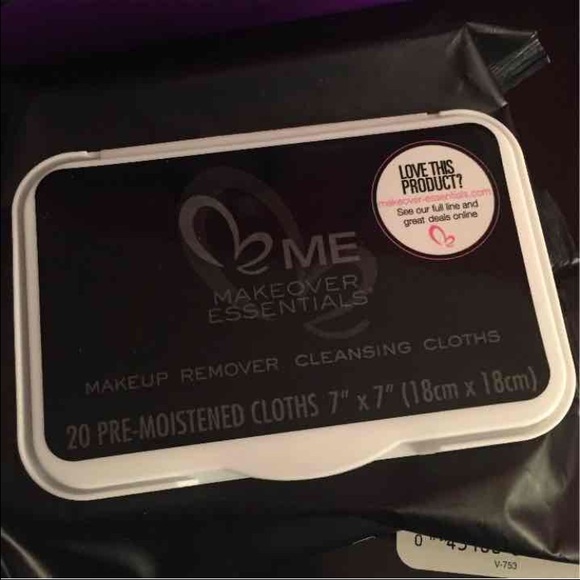 LOVE THIS
PRODUCT?
makeover-essentials.com
See our full line and
great deals online
ME
MAKEOVER
ESSENTIALS
MAKEUP REMOVER CLEANSING CLOTHS
20 PRE-MOISTENED CLOTHS 7" x 7" (18cm x 18cm)
V-753